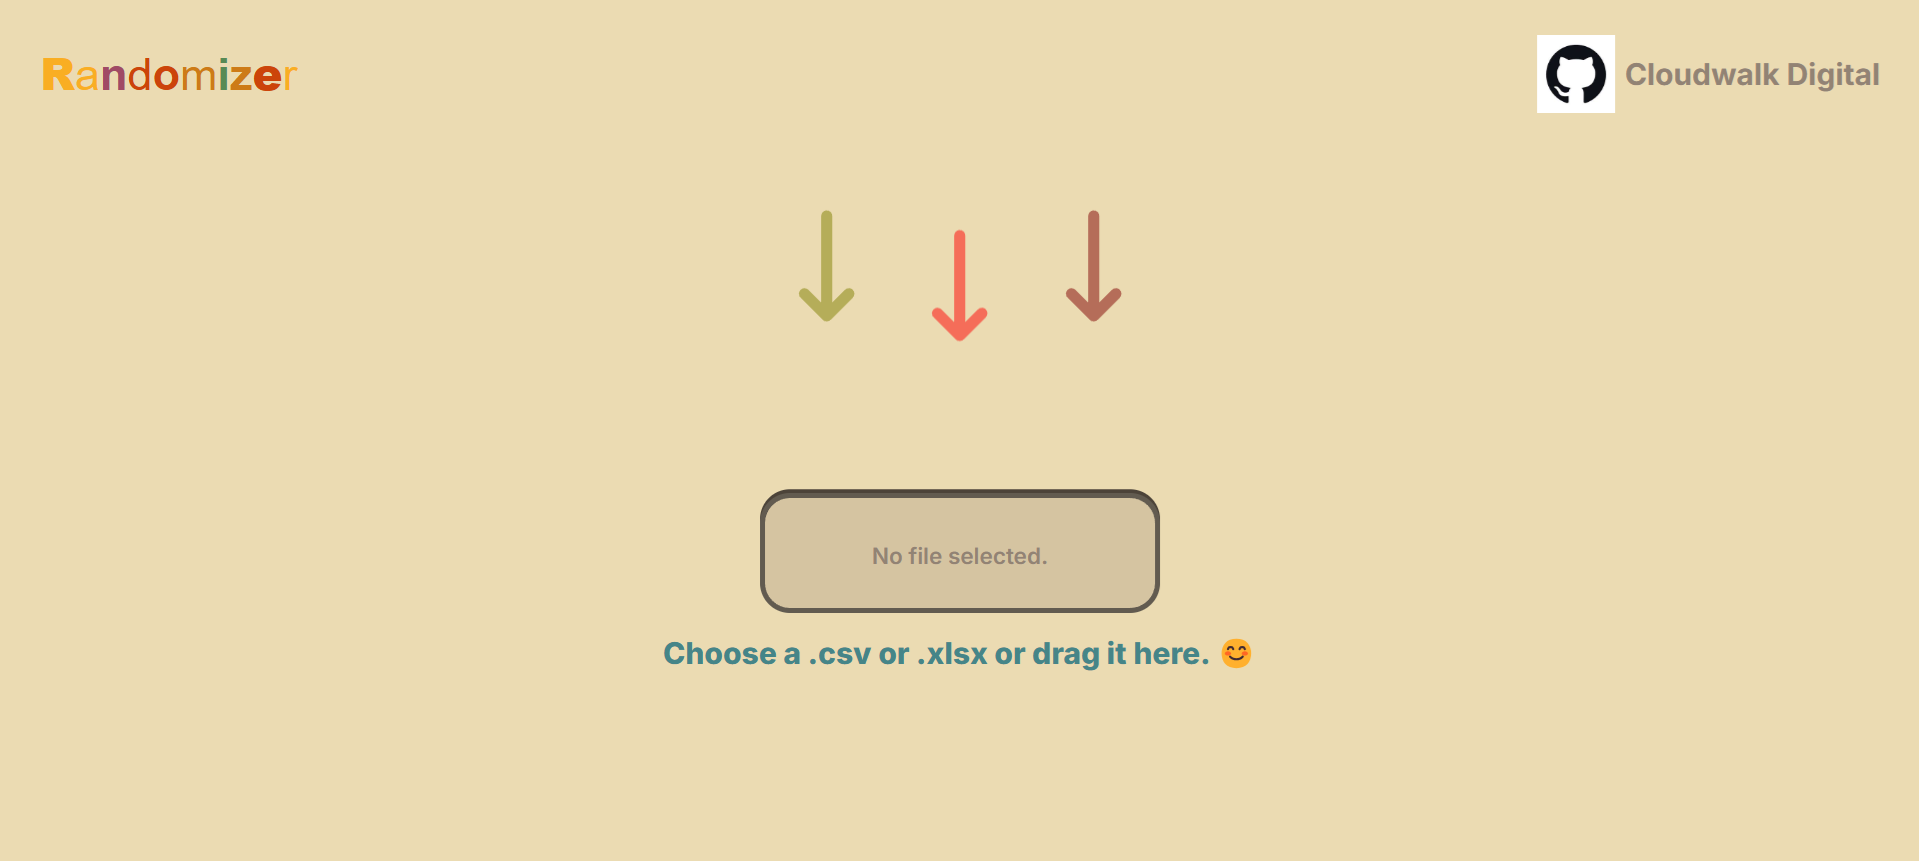 Randomizer
Cloudwalk Digital
No file selected.
Choose a .csv or .xlsx or drag it here. 😊